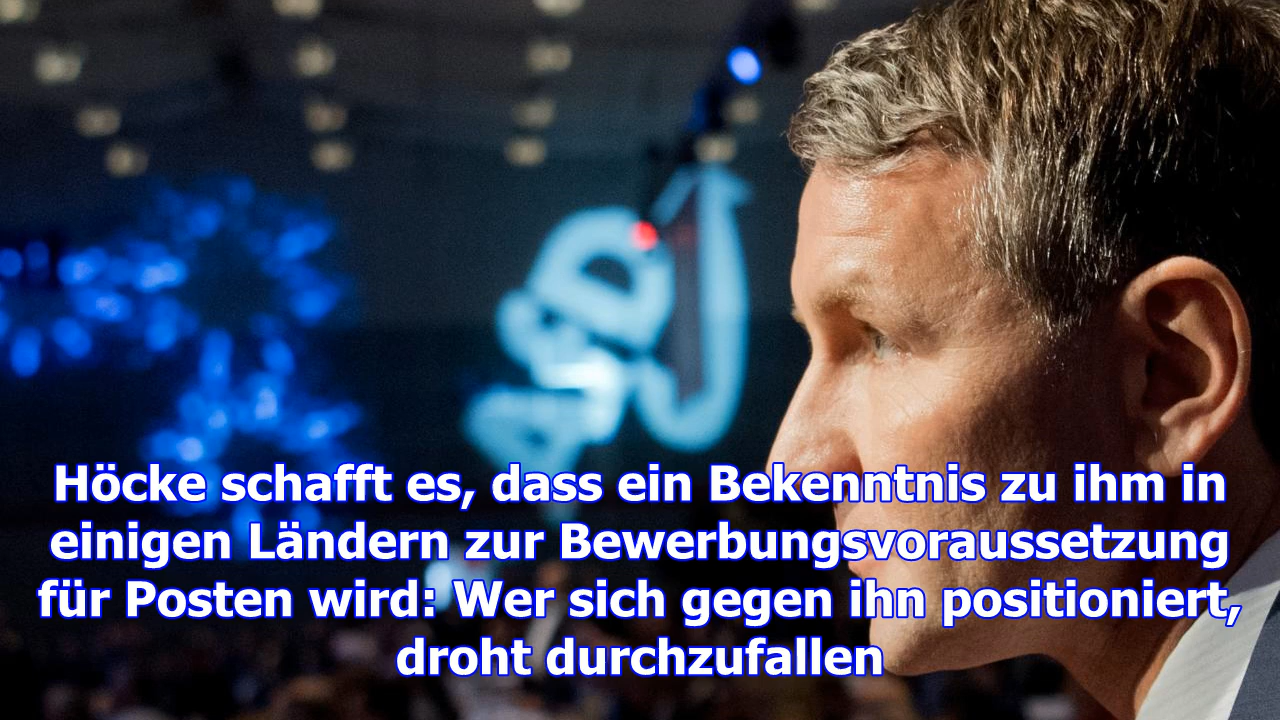 Höcke schafft es, dass ein Bekenntnis zu ihm in
einigen Ländern zur Bewerbungsvoraussetzung
für Posten wird: Wer sich gegen ihn positioniert,
droht durchzufallen